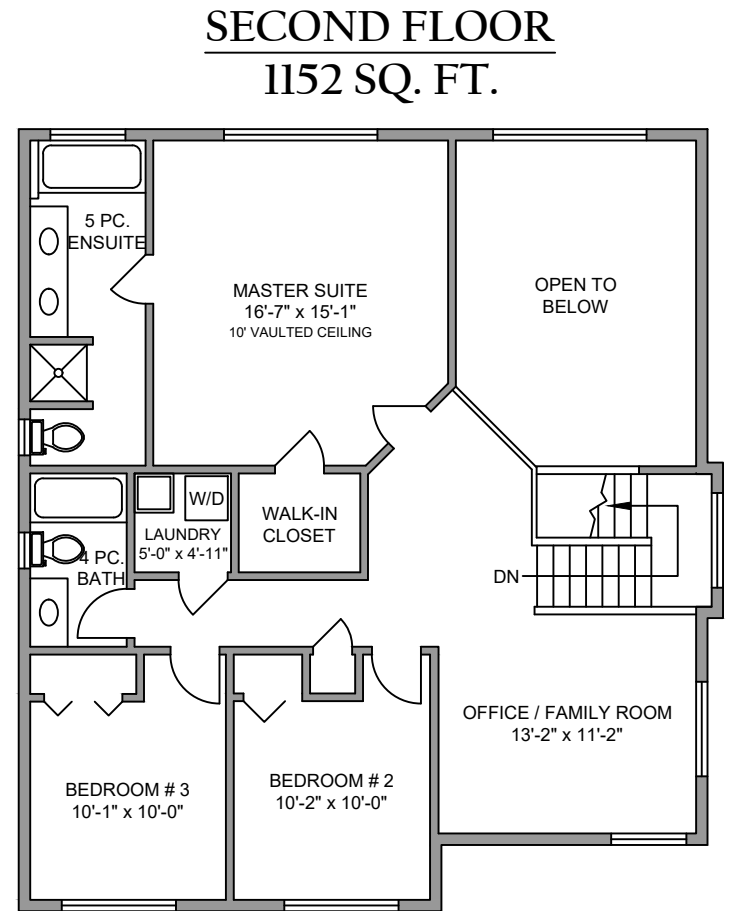 SECOND FLOOR
1152 SQ. FT.
5 PC.
ENSUITE
MASTER SUITE
16'-7" x 15'-1"
10' VAULTED CEILING
OPEN TO
BELOW
W/D
LAUNDRY
5'-0" x 4'-11"
WALK-IN
CLOSET
4 PC.
BATH
DN
OFFICE / FAMILY ROOM
13'-2" x 11'-2"
BEDROOM # 3
10'-1" x 10'-0"
BEDROOM # 2
10'-2" x 10'-0"